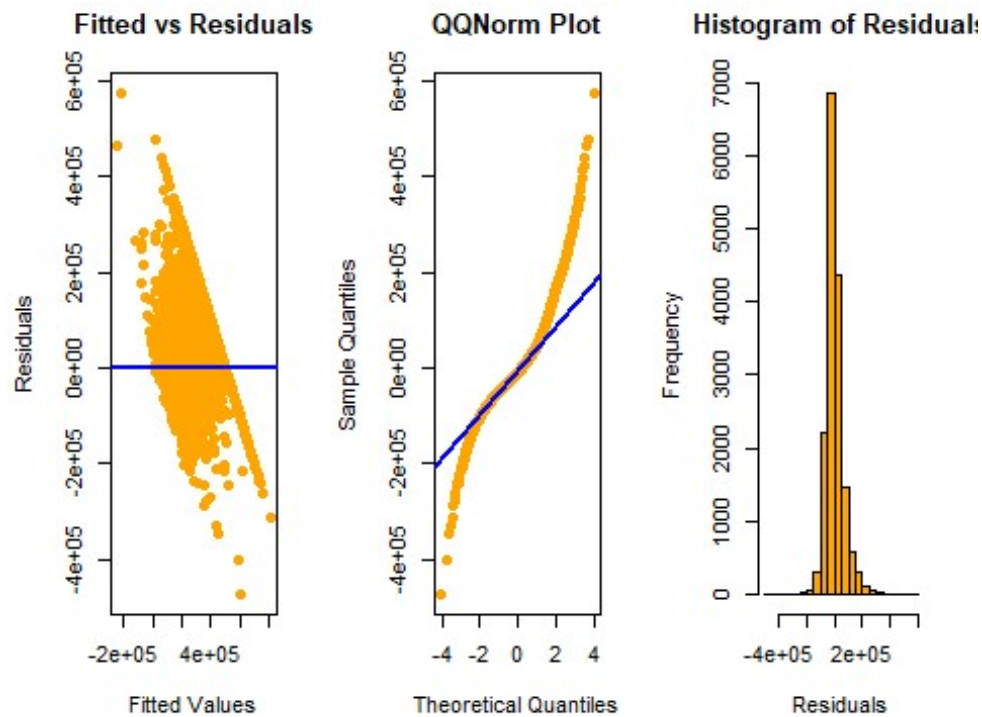 Fitted vs Residuals
Residuals
-4e+05 -2e+05 0e+00 2e+05 4e+05 6e+05
-2e+05 4e+05
Fitted Values
QQNorm Plot
Sample Quantiles
-4e+05 -2e+05 0e+00 2e+05 4e+05 6e+05
-4 -2 0 2 4
Theoretical Quantiles
Histogram of Residuals
Frequency
0 1000 2000 3000 4000 5000 6000 7000
-4e+05 2e+05
Residuals